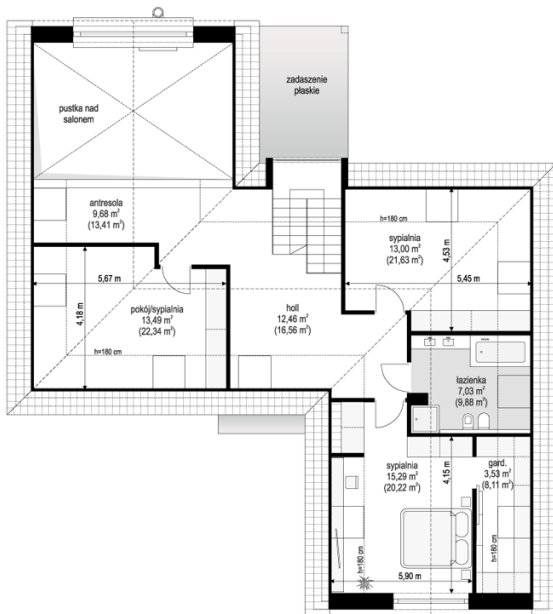 zadaszenie
płaskie
pustka nad
salonem
antresola
9,68 m²
(13,41 m²)
h=180 cm
sypialnia
13,00 m²
(21,63 m²)
4,53 m
5,45 m
5,67 m
4,18 m
pokój/sypialnia
13,49 m²
(22,34 m²)
h=180 cm
holl
12,46 m²
(16,56 m²)
łazienka
7,03 m²
(9,88 m²)
sypialnia
15,29 m²
(20,22 m²)
4,15 m
gard.
3,53 m²
(8,11 m²)
h=180 cm
h=180 cm
5,90 m